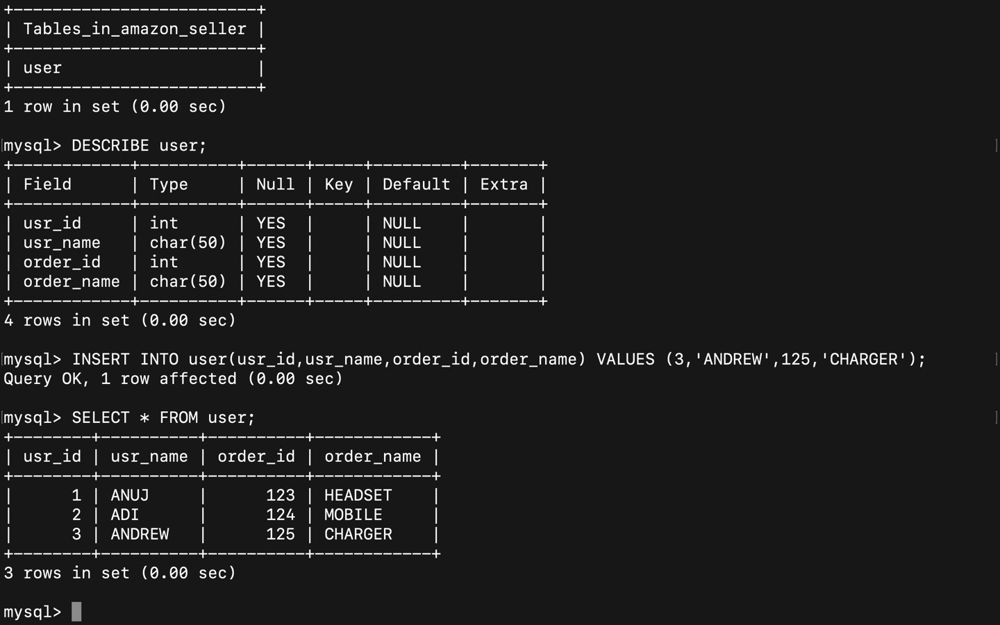 +-------------------------+
| Tables_in_amazon_seller |
+-------------------------+
| user                    |
+-------------------------+
1 row in set (0.00 sec)

mysql> DESCRIBE user;
+------------+----------+------+-----+---------+-------+
| Field      | Type     | Null | Key | Default | Extra |
+------------+----------+------+-----+---------+-------+
| usr_id     | int      | YES  |     | NULL    |       |
| usr_name   | char(50) | YES  |     | NULL    |       |
| order_id   | int      | YES  |     | NULL    |       |
| order_name | char(50) | YES  |     | NULL    |       |
+------------+----------+------+-----+---------+-------+
4 rows in set (0.00 sec)

mysql> INSERT INTO user(usr_id,usr_name,order_id,order_name) VALUES (3,'ANDREW',125,'CHARGER');
Query OK, 1 row affected (0.00 sec)

mysql> SELECT * FROM user;
+--------+----------+----------+------------+
| usr_id | usr_name | order_id | order_name |
+--------+----------+----------+------------+
|      1 | ANUJ     |      123 | HEADSET    |
|      2 | ADI      |      124 | MOBILE     |
|      3 | ANDREW   |      125 | CHARGER    |
+--------+----------+----------+------------+
3 rows in set (0.00 sec)

mysql>